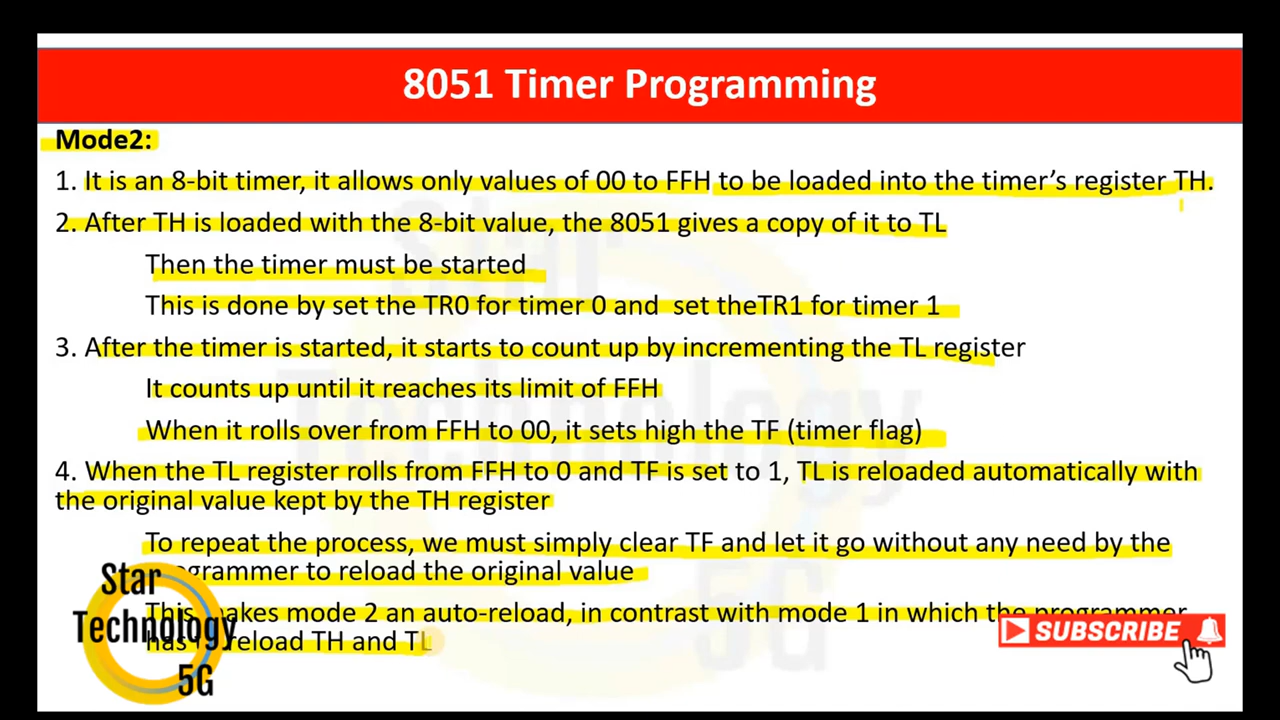 8051 Timer Programming
Mode2:
1. It is an 8-bit timer, it allows only values of 00 to FFH to be loaded into the timer's register TH.
2. After TH is loaded with the 8-bit value, the 8051 gives a copy of it to TL
Then the timer must be started
This is done by set the TR0 for timer 0 and set theTR1 for timer 1
3. After the timer is started, it starts to count up by incrementing the TL register
It counts up until it reaches its limit of FFH
When it rolls over from FFH to 00, it sets high the TF (timer flag)
4. When the TL register rolls from FFH to 0 and TF is set to 1, TL is reloaded automatically with
the original value kept by the TH register
To repeat the process, we must simply clear TF and let it go without any need by the
grammer to reload the original value
This makes mode 2 an auto-reload, in contrast with mode 1 in which the programmer
has reload TH and TL
Star
Technology
5G
SUBSCRIBE